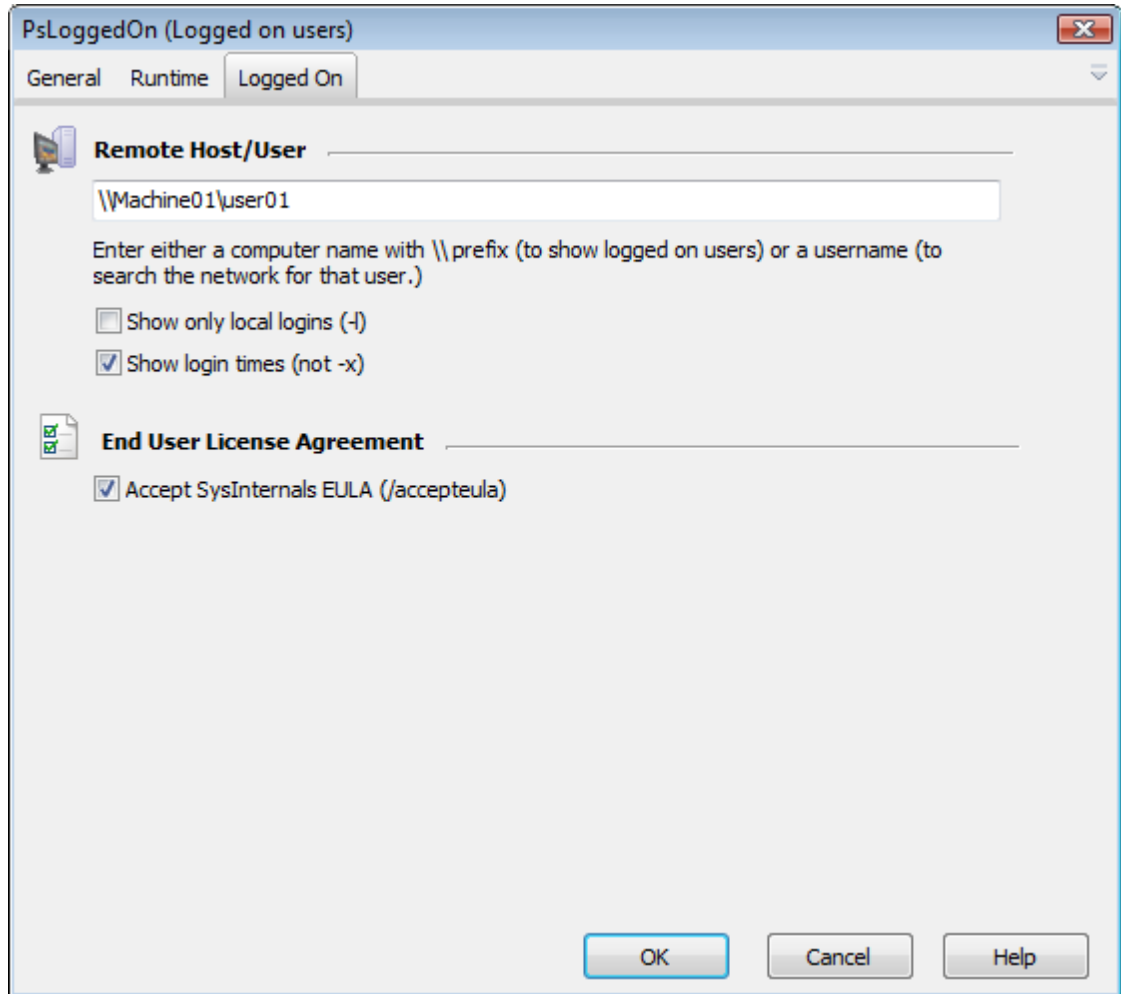 PsLoggedOn (Logged on users)
General Runtime Logged On
Remote Host/User
\\Machine01\user01
Enter either a computer name with \\ prefix (to show logged on users) or a username (to
search the network for that user.)
Show only local logins (-l)
Show login times (not -x)
End User License Agreement
Accept SysInternals EULA (/accepteula)
OK Cancel Help